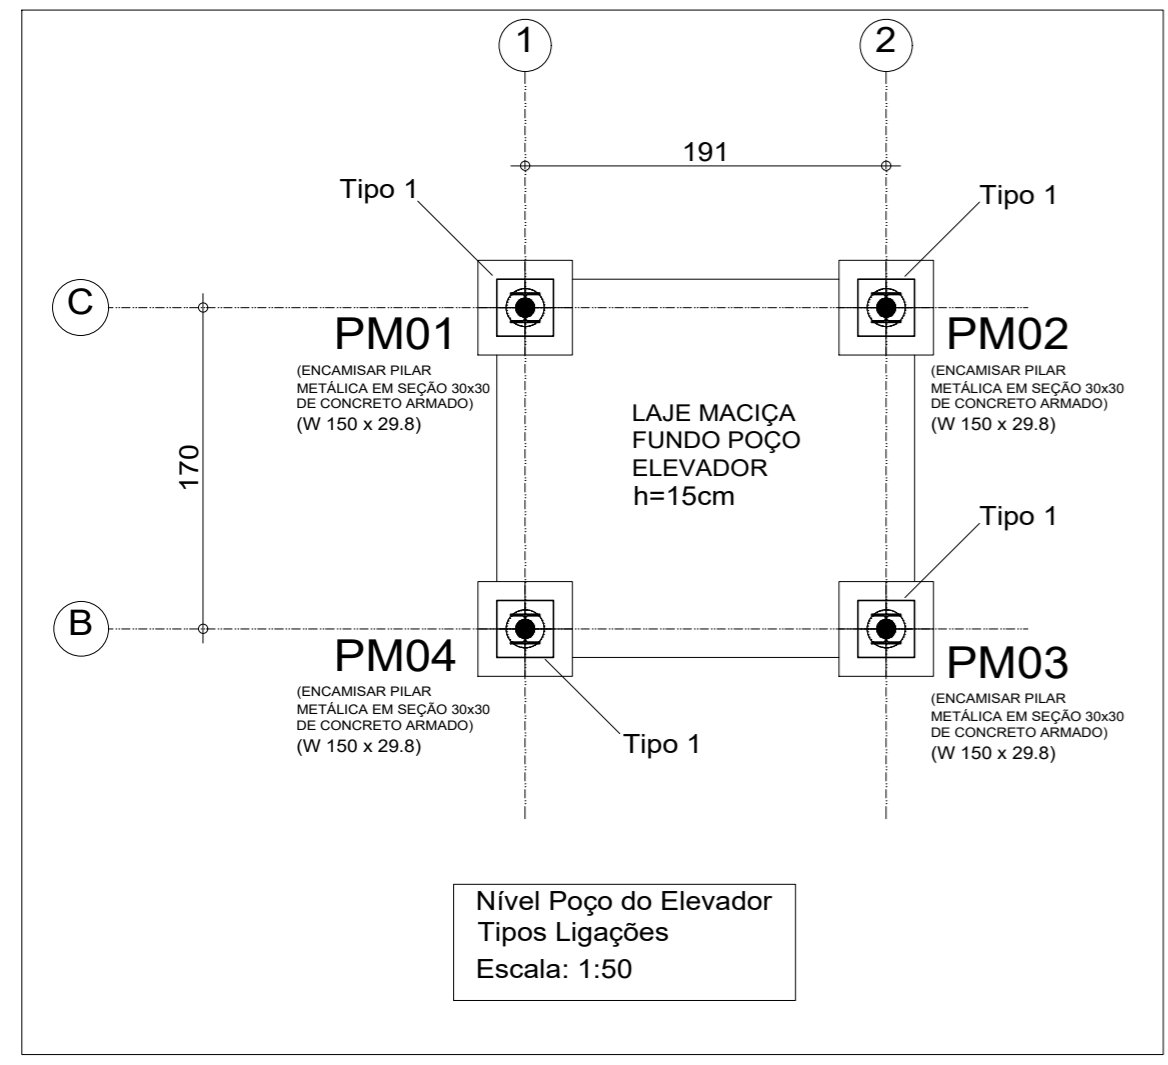 1
2
191
Tipo 1
Tipo 1
C
PM01
(ENCAMISAR PILAR
METÁLICA EM SEÇÃO 30x30
DE CONCRETO ARMADO)
(W 150 x 29.8)
PM02
(ENCAMISAR PILAR
METÁLICA EM SEÇÃO 30x30
DE CONCRETO ARMADO)
(W 150 x 29.8)
LAJE MACIÇA
FUNDO POÇO
ELEVADOR
h=15cm
170
Tipo 1
B
PM04
(ENCAMISAR PILAR
METÁLICA EM SEÇÃO 30x30
DE CONCRETO ARMADO)
(W 150 x 29.8)
Tipo 1
PM03
(ENCAMISAR PILAR
METÁLICA EM SEÇÃO 30x30
DE CONCRETO ARMADO)
(W 150 x 29.8)
Nível Poço do Elevador
Tipos Ligações
Escala: 1:50